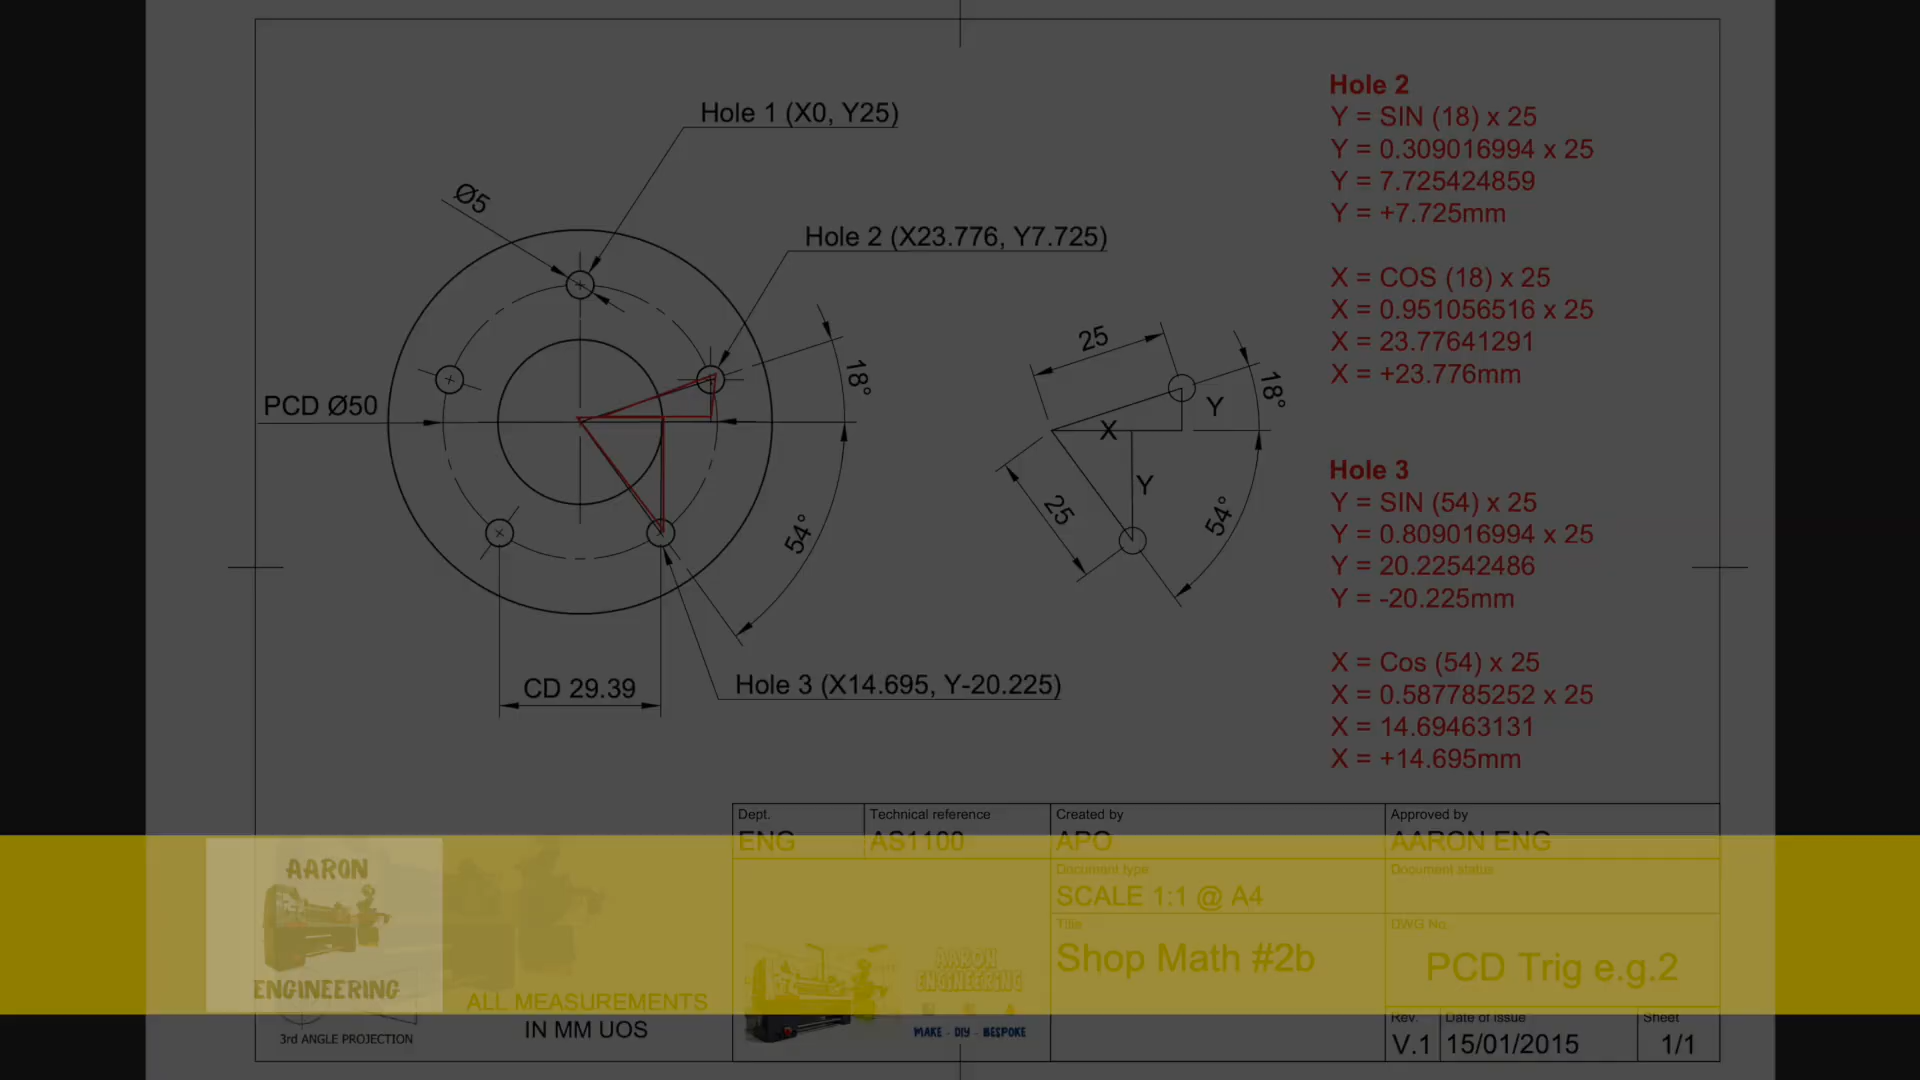 Hole 1 (X0, Y25)
Ø5
Hole 2 (X23.776, Y7.725)
PCD Ø50
18°
54°
CD 29.39
Hole 3 (X14.695, Y-20.225)
25
18°
Y
X
Y
25
54°
Hole 2
Y = SIN (18) x 25
Y = 0.309016994 x 25
Y = 7.725424859
Y = +7.725mm
X = COS (18) x 25
X = 0.951056516 x 25
X = 23.77641291
X = +23.776mm
Hole 3
Y = SIN (54) x 25
Y = 0.809016994 x 25
Y = 20.22542486
Y = -20.225mm
X = Cos (54) x 25
X = 0.587785252 x 25
X = 14.69463131
X = +14.695mm
AARON
ENGINEERING
3rd ANGLE PROJECTION
ALL MEASUREMENTS
IN MM UOS
Dept.
ENG
Technical reference
AS1100
Created by
APO
Approved by
AARON ENG
Document type
SCALE 1:1 @ A4
Document status
AARON
ENGINEERING
MAKE - DIY - BESPOKE
Title
Shop Math #2b
DWG No.
PCD Trig e.g.2
Rev.
V.1
Date of issue
15/01/2015
Sheet
1/1